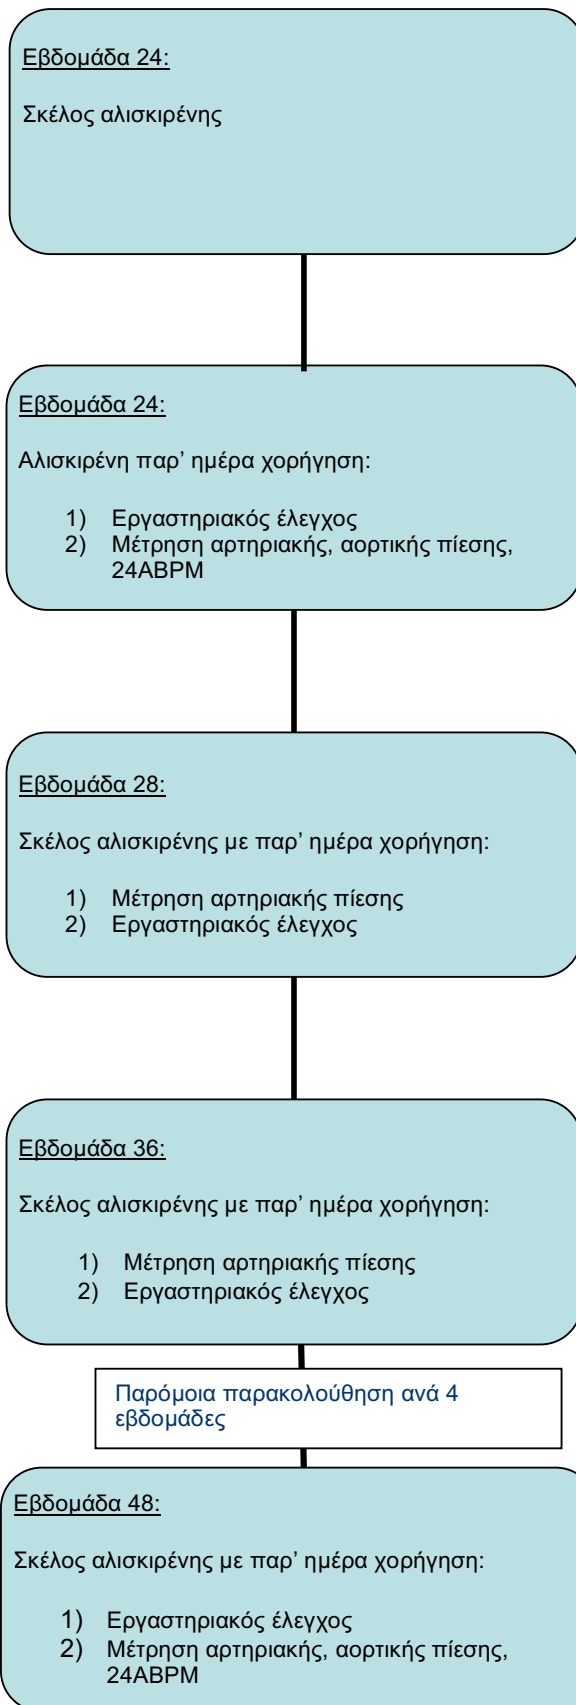 Εβδομάδα 24:
Σκέλος αλισκιρένης
Εβδομάδα 24:
Αλισκιρένη παρ’ ημέρα χορήγηση:
1) Εργαστηριακός έλεγχος
2) Μέτρηση αρτηριακής, αορτικής πίεσης,
24ABPM
Εβδομάδα 28:
Σκέλος αλισκιρένης με παρ’ ημέρα χορήγηση:
1) Μέτρηση αρτηριακής πίεσης
2) Εργαστηριακός έλεγχος
Εβδομάδα 36:
Σκέλος αλισκιρένης με παρ’ ημέρα χορήγηση:
1) Μέτρηση αρτηριακής πίεσης
2) Εργαστηριακός έλεγχος
Παρόμοια παρακολούθηση ανά 4
εβδομάδες
Εβδομάδα 48:
Σκέλος αλισκιρένης με παρ’ ημέρα χορήγηση:
1) Εργαστηριακός έλεγχος
2) Μέτρηση αρτηριακής, αορτικής πίεσης,
24ABPM